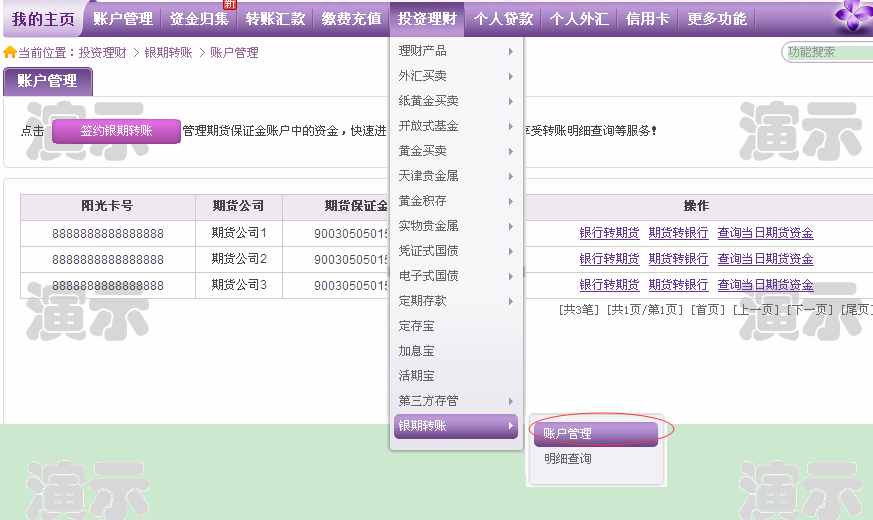 我的主页 账户管理 资金归集 新 转账汇款 缴费充值 投资理财 个人贷款 个人外汇 信用卡 更多功能
当前位置：投资理财 > 银期转账 > 账户管理 功能搜索
账户管理
点击 签约银期转账 管理期货保证金账户中的资金，快速进 享受转账明细查询等服务！
阳光卡号 期货公司 期货保证金 操作
8888888888888888 期货公司1 90030505015 银行转期货 期货转银行 查询当日期货资金
8888888888888888 期货公司2 90030505015 银行转期货 期货转银行 查询当日期货资金
8888888888888888 期货公司3 90030505015 银行转期货 期货转银行 查询当日期货资金
[共3笔] [共1页/第1页] [首页] [上一页] [下一页] [尾页
理财产品
外汇买卖
纸黄金买卖
开放式基金
黄金买卖
天津贵金属
黄金积存
实物贵金属
凭证式国债
电子式国债
定期存款
定存宝
加息宝
活期宝
第三方存管
银期转账
账户管理
明细查询
演示 演示
演示 演示
演示 演示